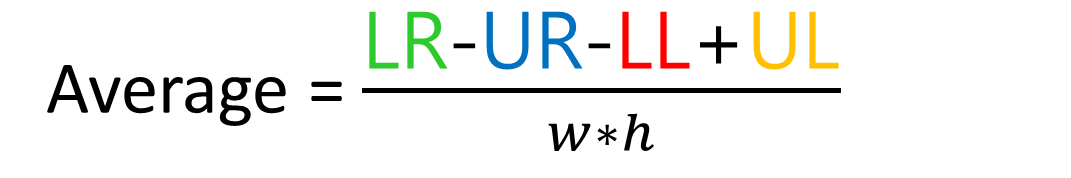 Average = LR-UR-LL+UL
w*h